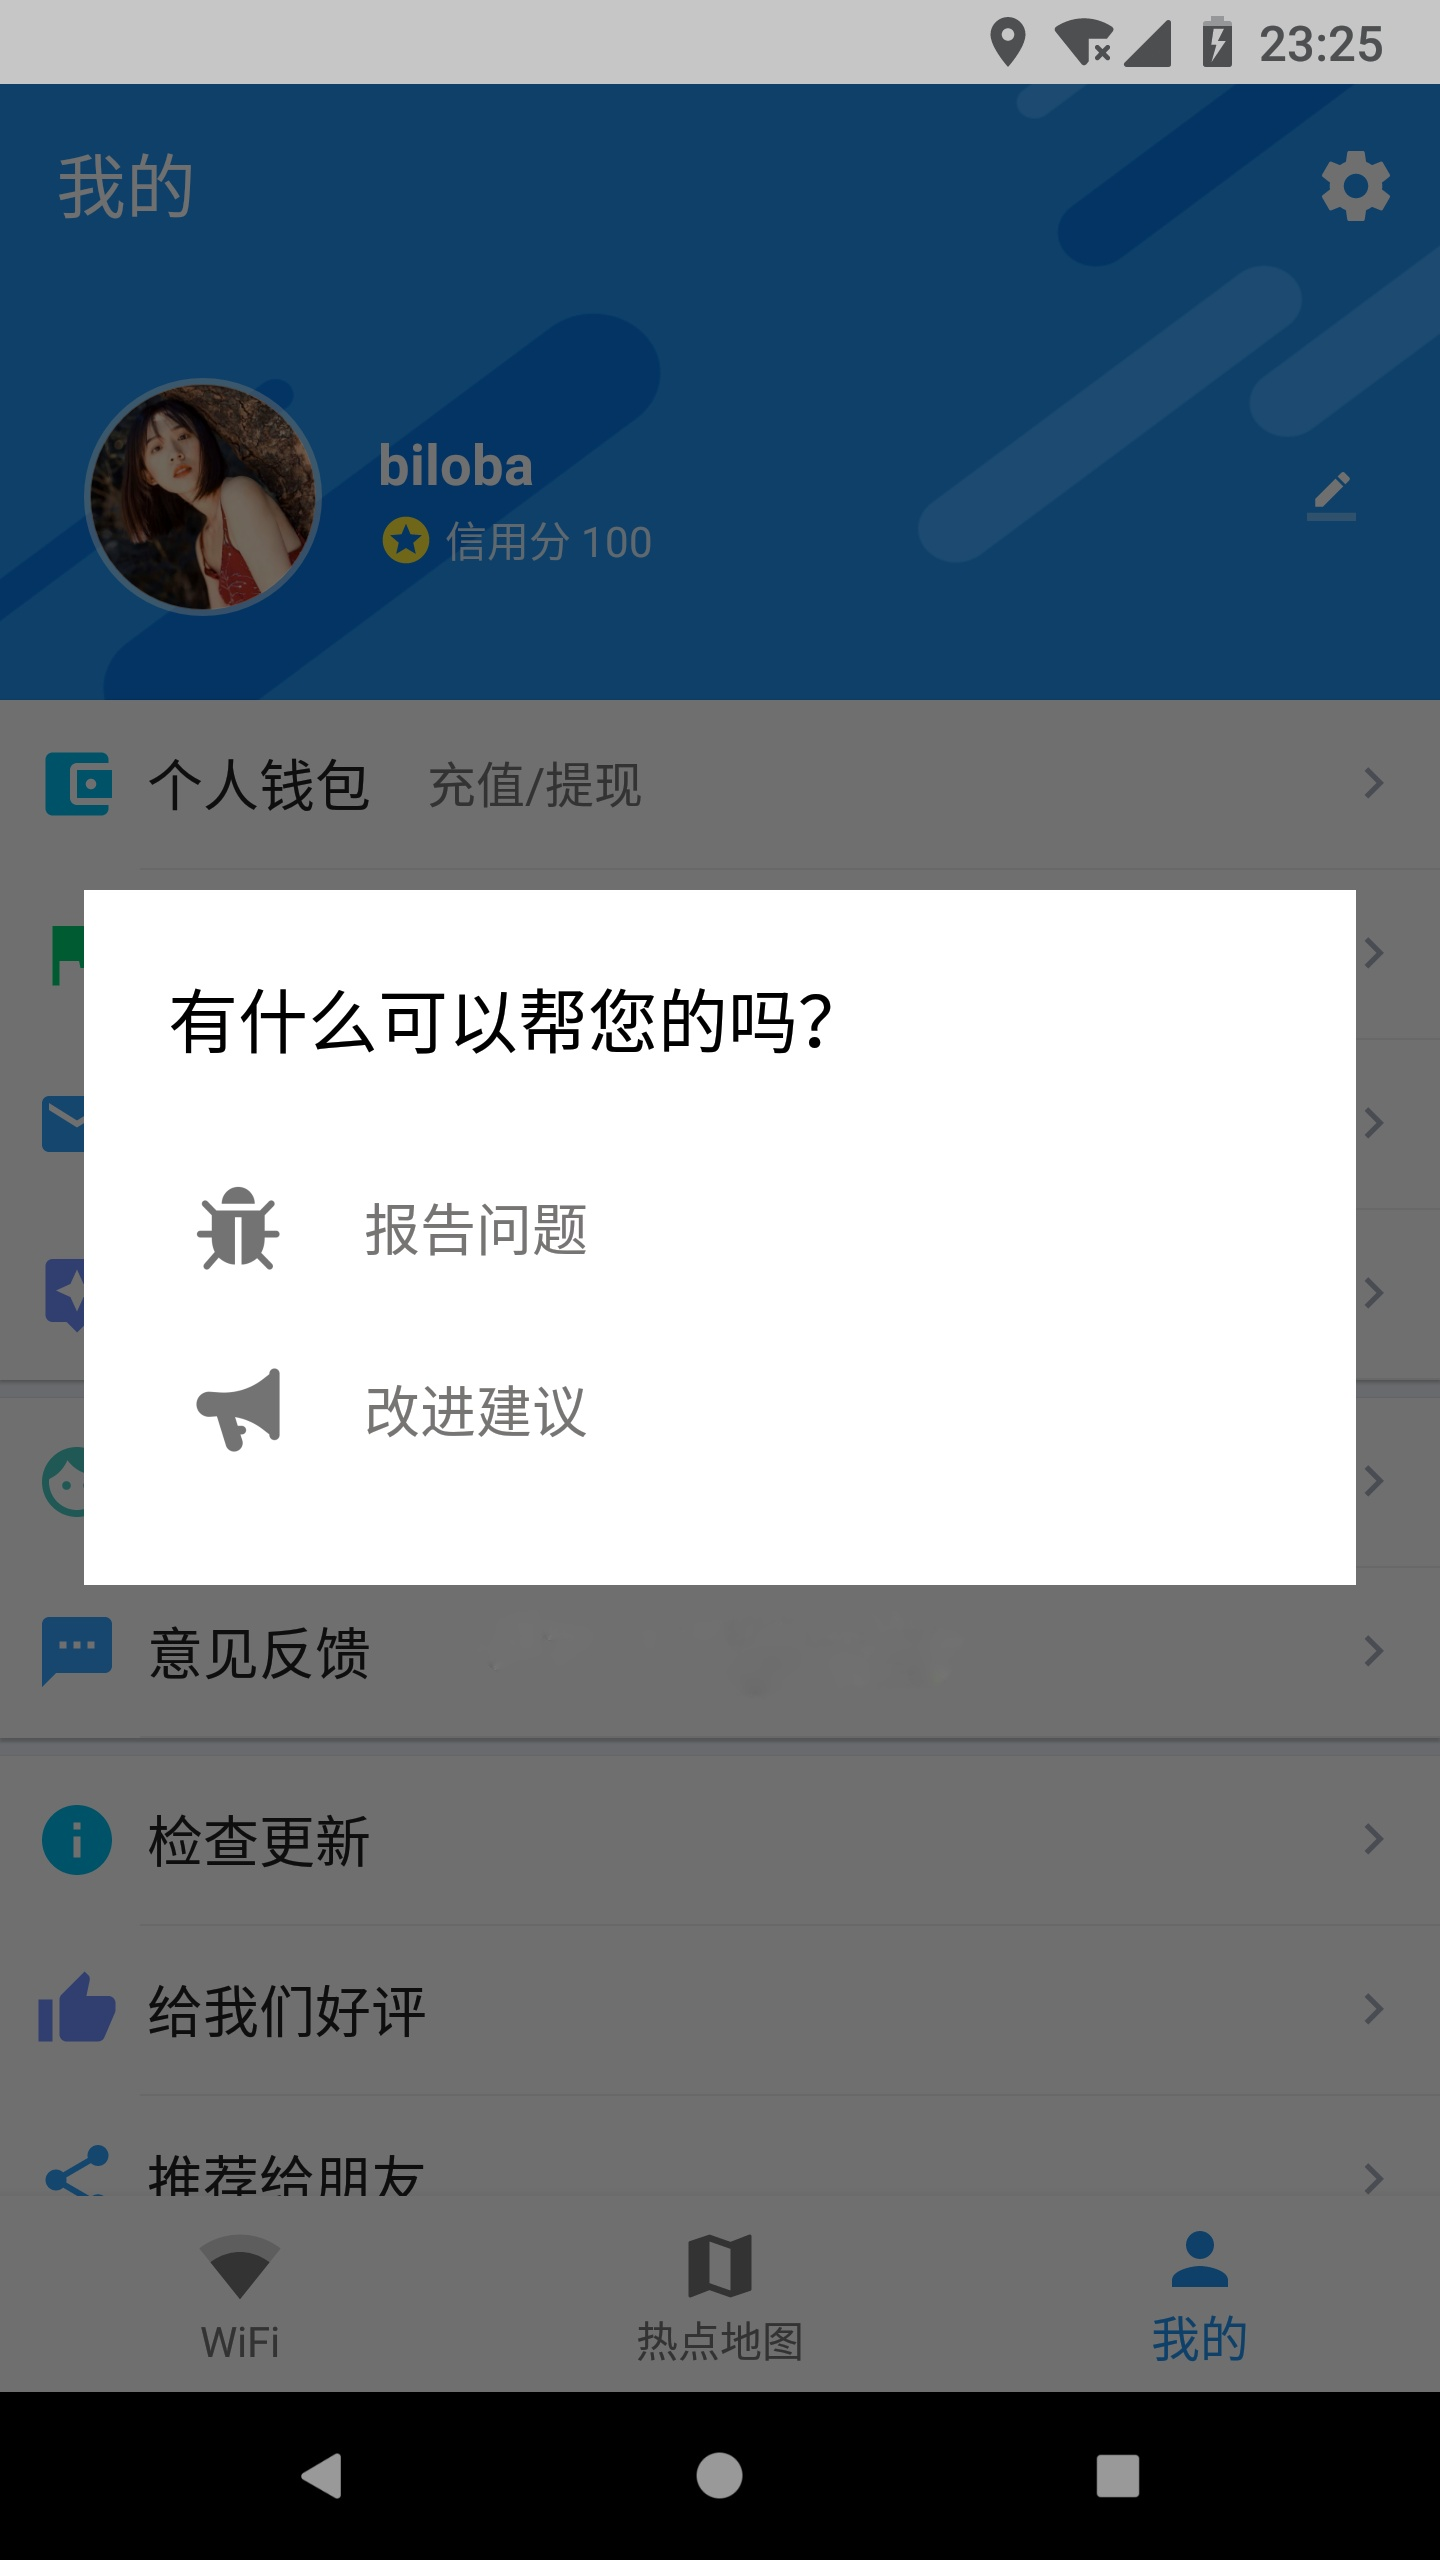 23:25
我的
biloba
信用分 100
个人钱包 充值/提现
有什么可以帮您的吗?
报告问题
改进建议
意见反馈
检查更新
给我们好评
推荐给朋友
WiFi
热点地图
我的